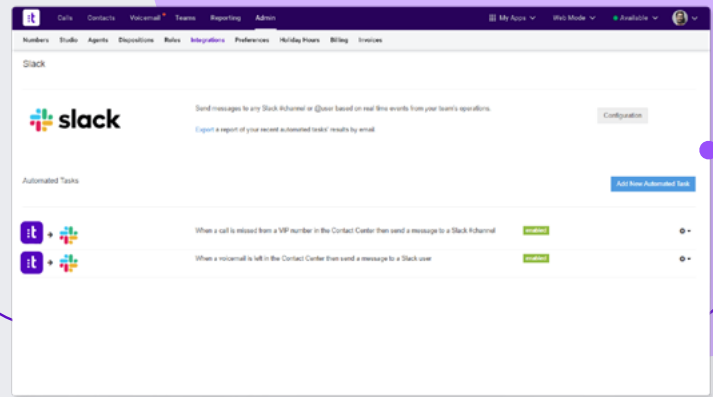 :t Calls Contacts Voicemail Teams Reporting Admin My Apps Web Mode Available
Numbers Studio Agents Dispositions Roles Integrations Preferences Holiday Hours Billing Invoices
Slack
slack
Send messages to any Slack #channel or @user based on real time events from your team's operations.
Configuration
Export a report of your recent automated tasks' results by email.
Automated Tasks
Add New Automated Task
:t When a call is missed from a VIP number in the Contact Center then send a message to a Slack #channel enabled
:t When a voicemail is left in the Contact Center then send a message to a Slack user enabled